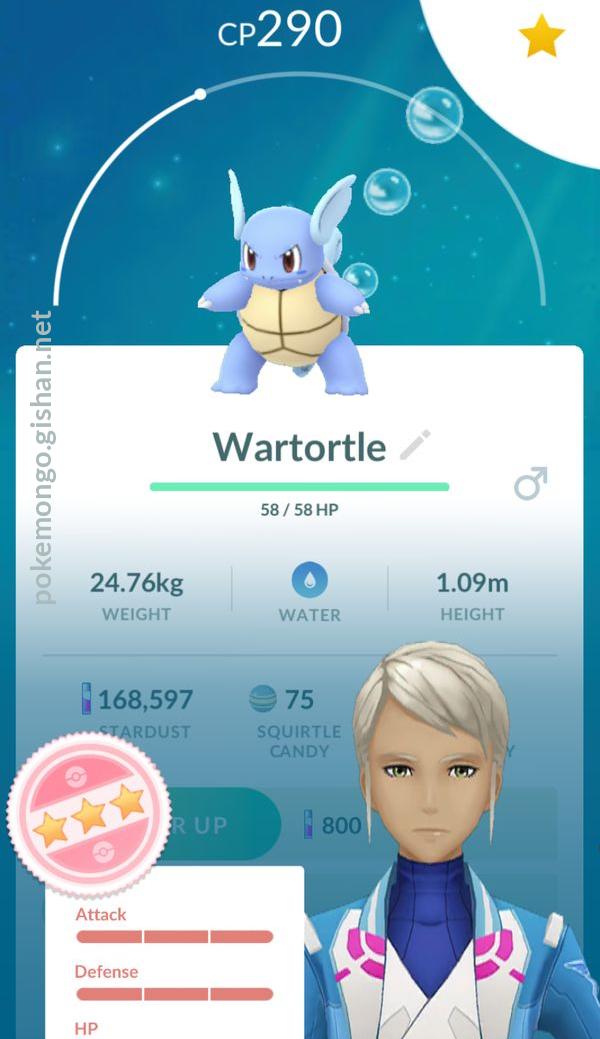 CP290
pokemongo.gishan.net
Wartortle
58 / 58 HP
24.76kg
WEIGHT
WATER
1.09m
HEIGHT
168,597
STARDUST
75
SQUIRTLE
CANDY
Y
R UP
800
Attack
Defense
HP